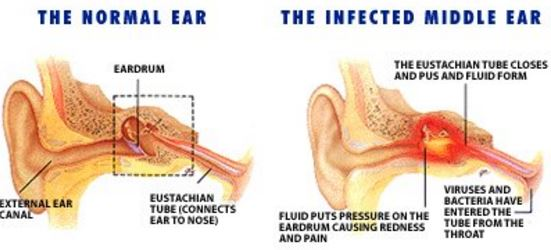 THE NORMAL EAR
EARDRUM
EXTERNAL EAR
CANAL
EUSTACHIAN
TUBE (CONNECTS
EAR TO NOSE)
THE INFECTED MIDDLE EAR
THE EUSTACHIAN TUBE CLOSES
AND PUS AND FLUID FORM
FLUID PUTS PRESSURE ON THE
EARDRUM CAUSING REDNESS
AND PAIN
VIRUSES AND
BACTERIA HAVE
ENTERED THE
TUBE FROM THE
THROAT